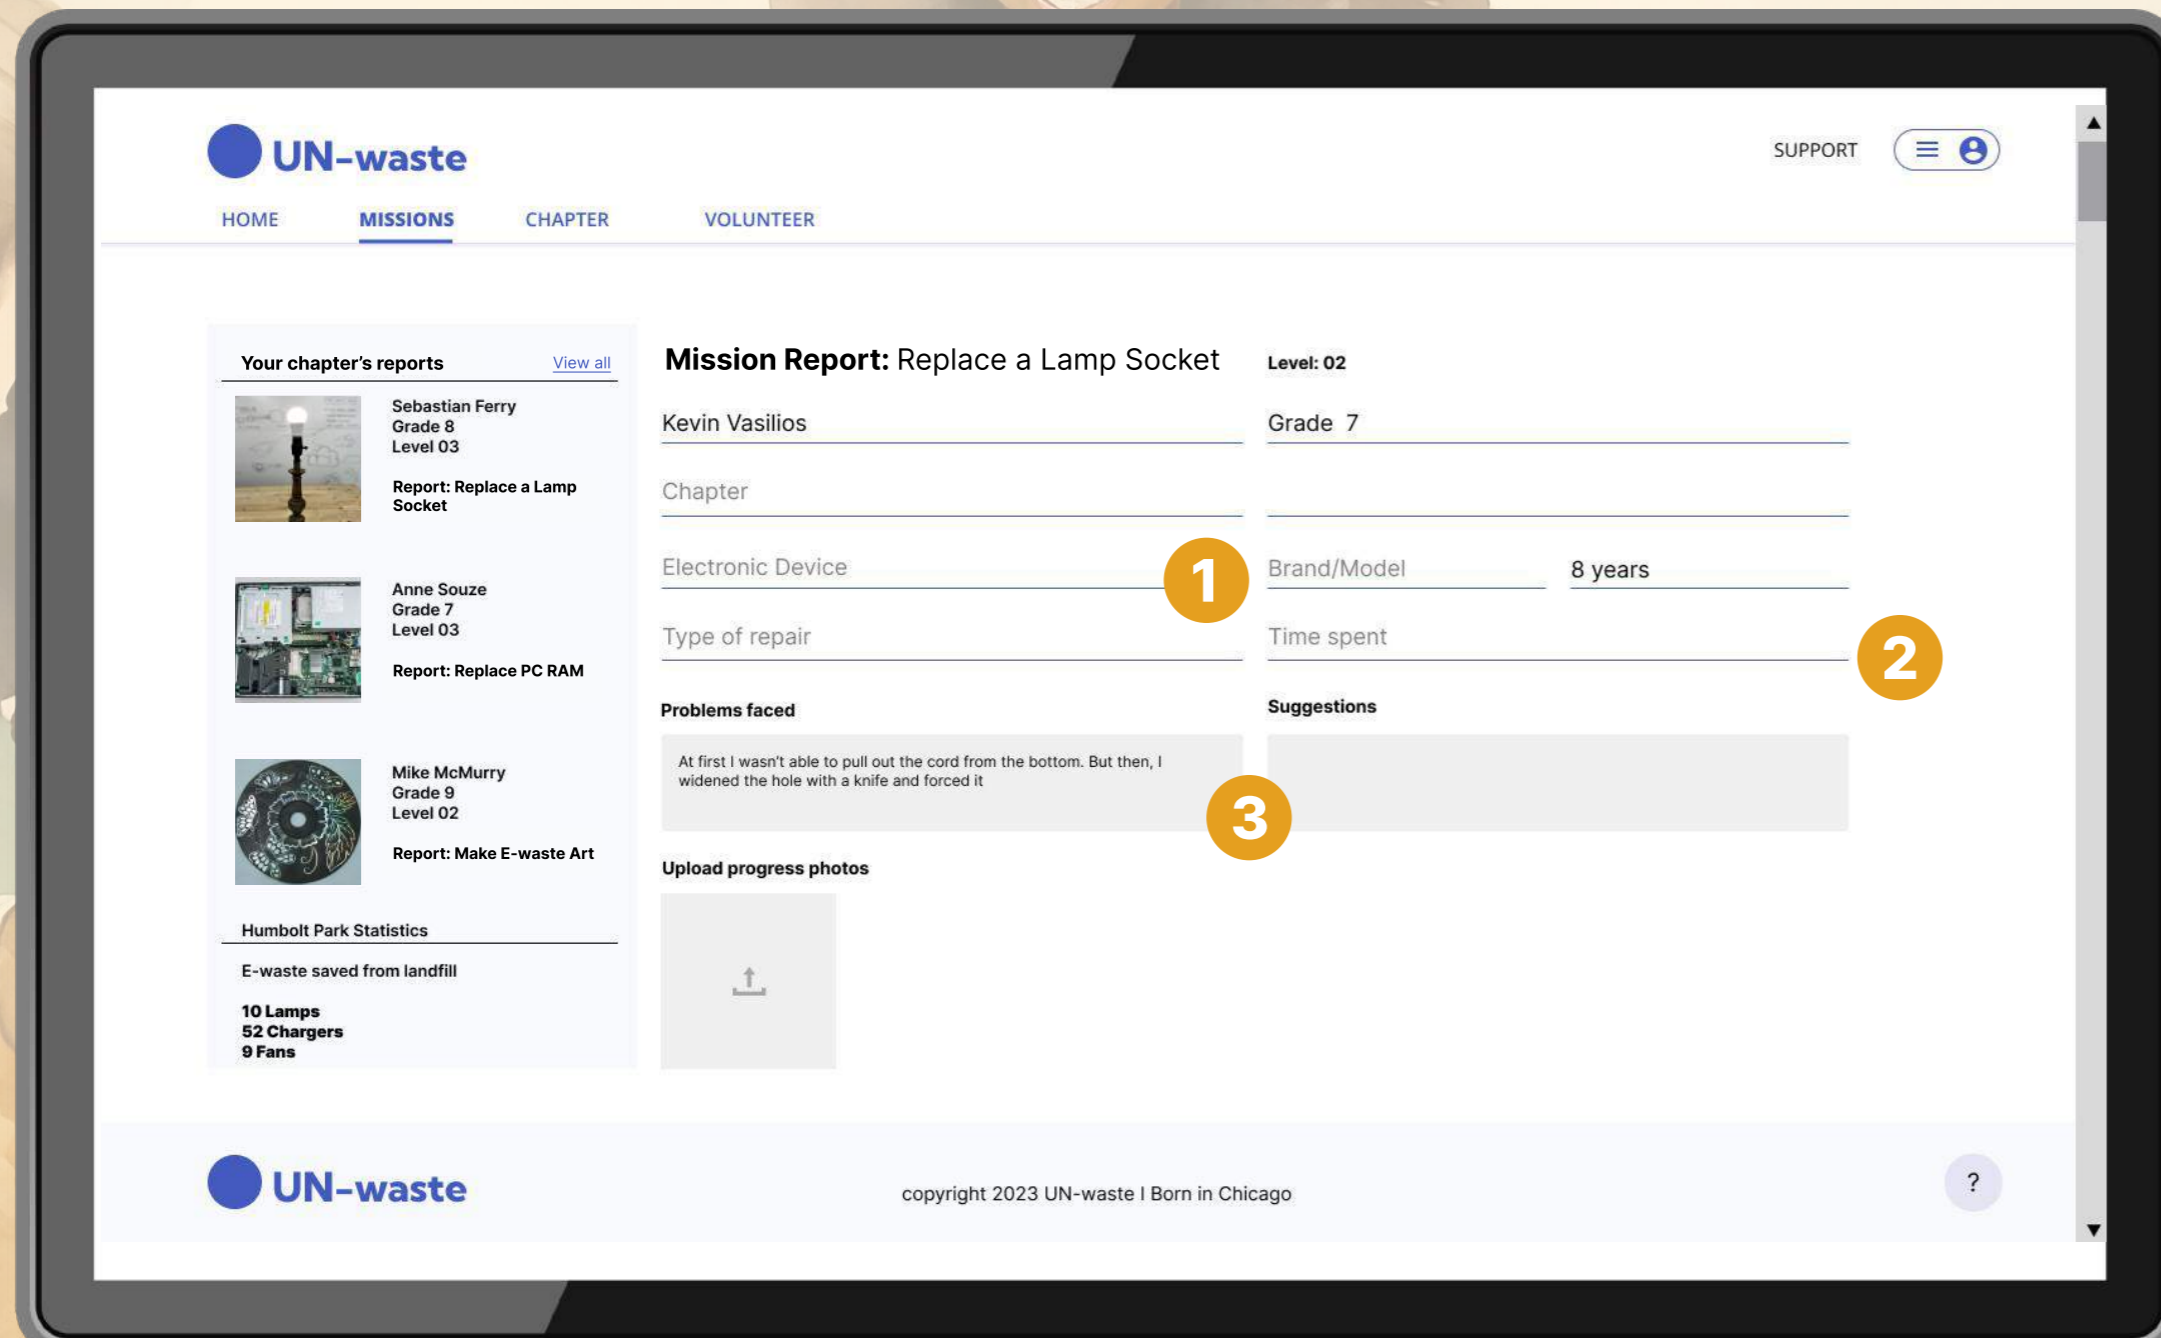 UN-waste
SUPPORT
HOME
MISSIONS
CHAPTER
VOLUNTEER
Your chapter's reports
View all
Sebastian Ferry
Grade 8
Level 03
Report: Replace a Lamp
Socket
Anne Souze
Grade 7
Level 03
Report: Replace PC RAM
Mike McMurry
Grade 9
Level 02
Report: Make E-waste Art
Humbolt Park Statistics
E-waste saved from landfill
10 Lamps
52 Chargers
9 Fans
Mission Report: Replace a Lamp Socket
Level: 02
Kevin Vasilios
Grade 7
Chapter
Electronic Device
1
Brand/Model
8 years
Type of repair
Time spent
2
Problems faced
At first I wasn't able to pull out the cord from the bottom. But then, I
widened the hole with a knife and forced it
3
Suggestions
Upload progress photos
UN-waste
copyright 2023 UN-waste I Born in Chicago
?